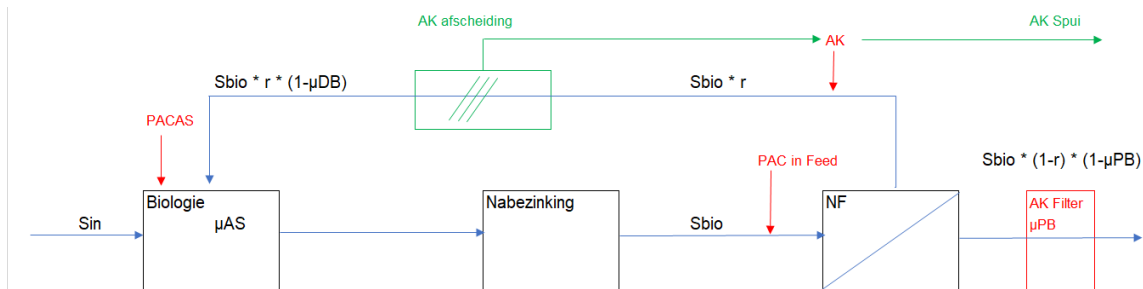 AK afscheiding
AK
AK Spui
Sbio * r * (1-µDB)
Sbio * r
PACAS
PAC in Feed
Sbio * (1-r) * (1-µPB)
Sin
Biologie
µAS
Nabezinking
Sbio
NF
AK Filter
µPB